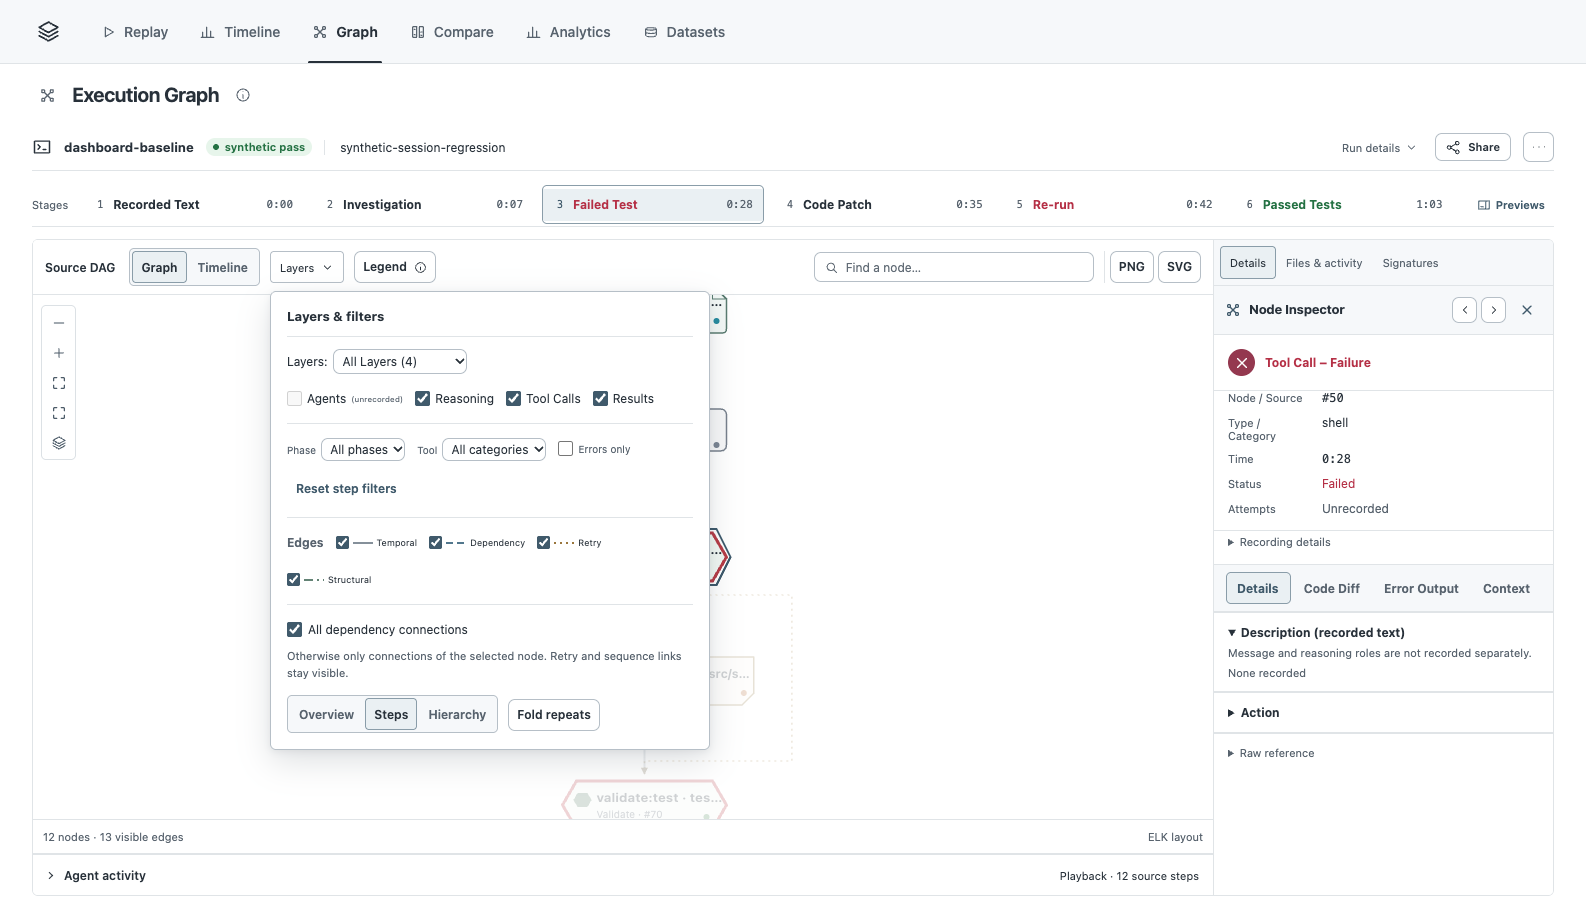 Replay
Timeline
Graph
Compare
Analytics
Datasets
Execution Graph
dashboard-baseline
synthetic pass
synthetic-session-regression
Run details
Share
Stages
1 Recorded Text 0:00
2 Investigation 0:07
3 Failed Test 0:28
4 Code Patch 0:35
5 Re-run 0:42
6 Passed Tests 1:03
Previews
Source DAG
Graph
Timeline
Layers
Legend
Find a node...
PNG
SVG
Layers & filters
Layers: All Layers (4)
Agents (unrecorded) Reasoning Tool Calls Results
Phase All phases Tool All categories Errors only
Reset step filters
Edges Temporal Dependency Retry
Structural
All dependency connections
Otherwise only connections of the selected node. Retry and sequence links
stay visible.
Overview Steps Hierarchy Fold repeats
...
...
src/s...
validate:test · tes...
Validate · #70
12 nodes · 13 visible edges
ELK layout
Agent activity
Playback · 12 source steps
Details
Files & activity
Signatures
Node Inspector
Tool Call – Failure
Node / Source #50
Type /
Category
shell
Time 0:28
Status Failed
Attempts Unrecorded
Recording details
Details
Code Diff
Error Output
Context
Description (recorded text)
Message and reasoning roles are not recorded separately.
None recorded
Action
Raw reference